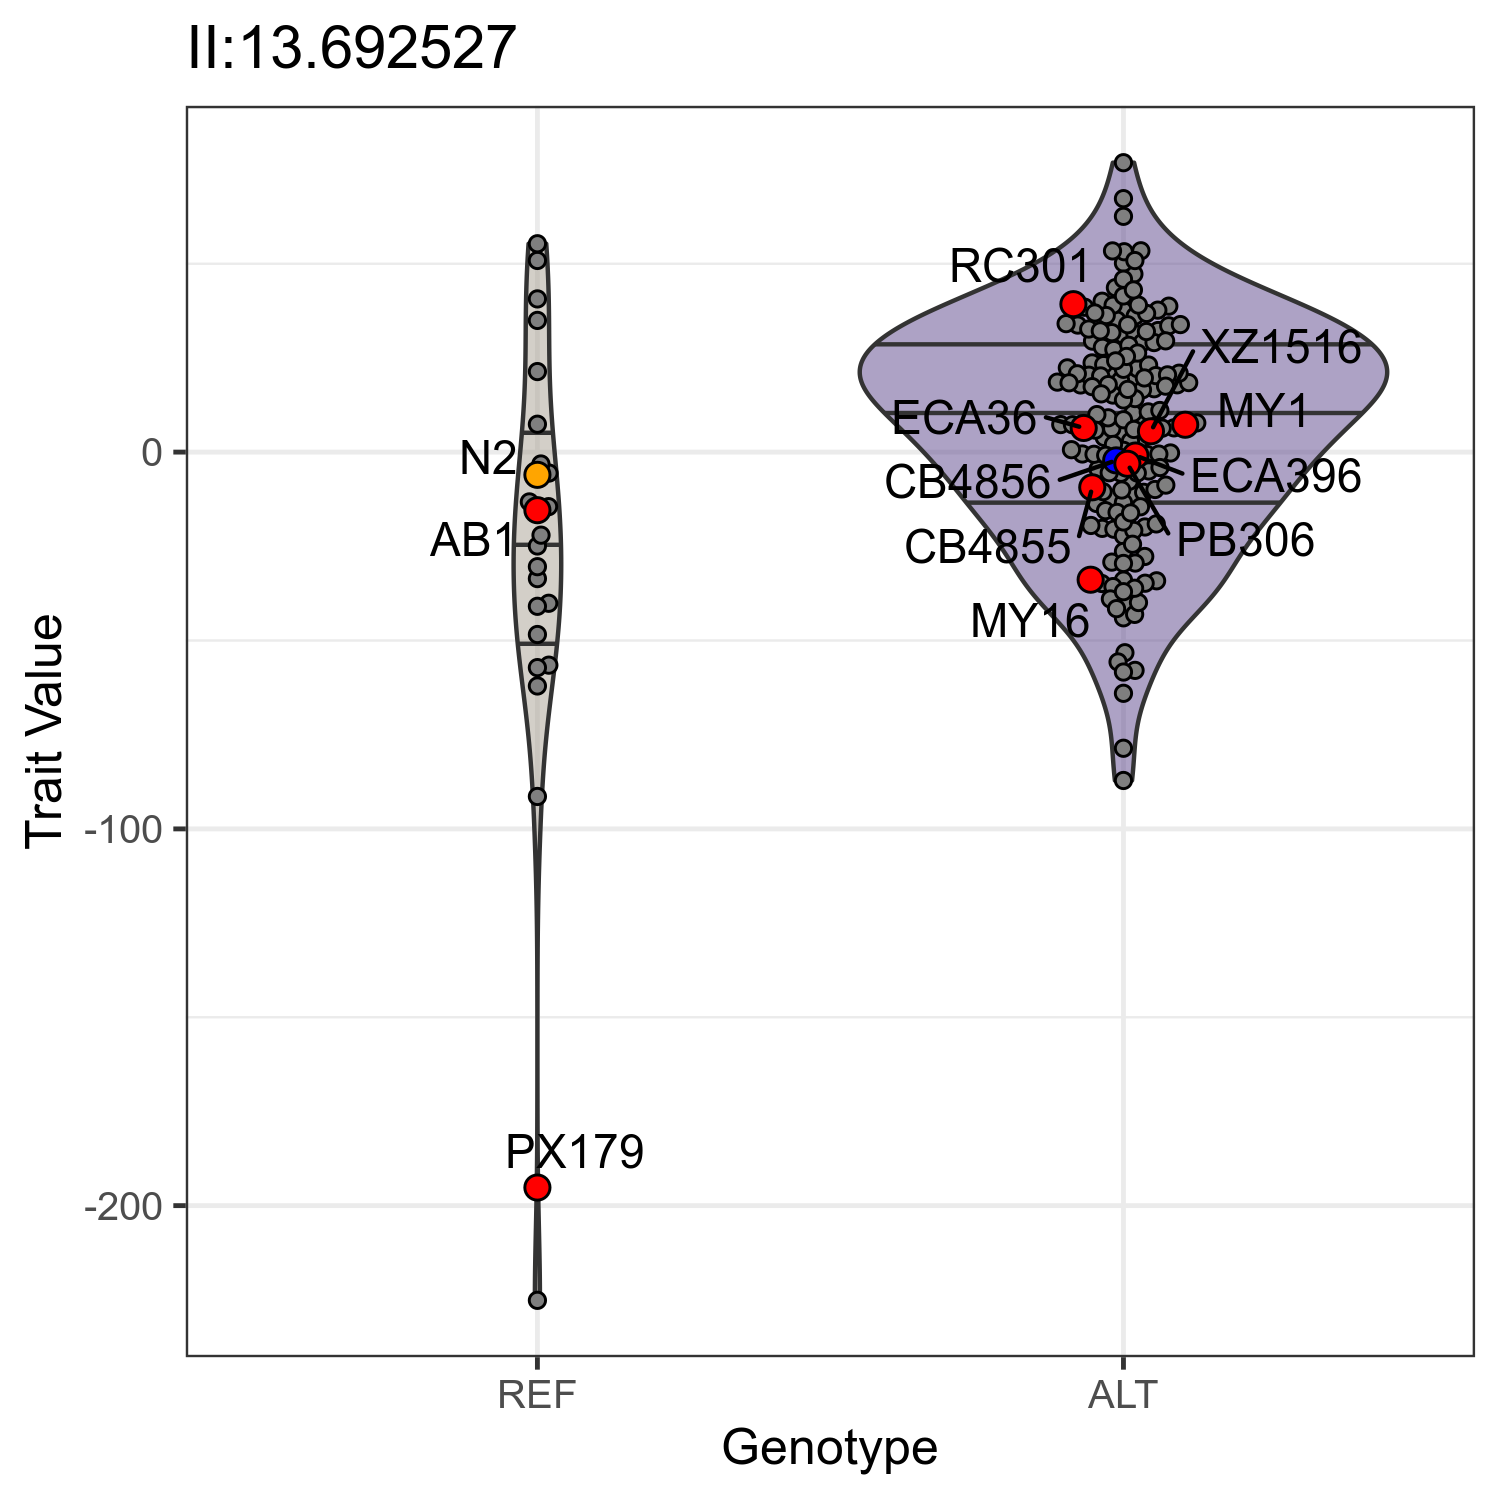 II:13.692527
RC301
XZ1516
MY1
ECA36
N2
ECA396
CB4856
AB1
PB306
CB4855
MY16
PX179
0
-100
-200
Trait Value
REF
ALT
Genotype